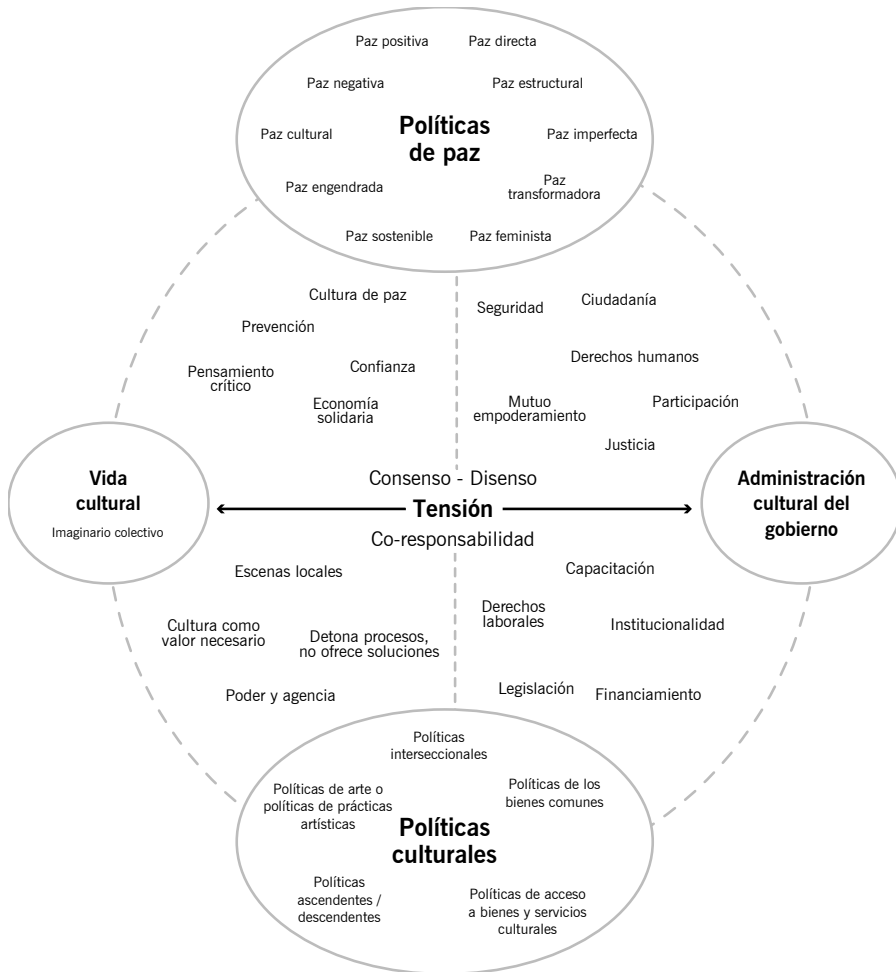 Paz positiva
Paz directa
Paz negativa
Paz estructural
Políticas
de paz
Paz cultural
Paz imperfecta
Paz engendrada
Paz
transformadora
Paz sostenible
Paz feminista
Cultura de paz
Prevención
Pensamiento
crítico
Confianza
Economía
solidaria
Seguridad
Ciudadanía
Derechos humanos
Mutuo
empoderamiento
Participación
Justicia
Vida
cultural
Imaginario colectivo
Consenso - Disenso
Tensión
Co-responsabilidad
Administración
cultural del
gobierno
Escenas locales
Cultura como
valor necesario
Detona procesos,
no ofrece soluciones
Poder y agencia
Capacitación
Derechos
laborales
Institucionalidad
Legislación
Financiamiento
Políticas
interseccionales
Políticas de arte o
políticas de prácticas
artísticas
Políticas de los
bienes comunes
Políticas
culturales
Políticas
ascendentes /
descendentes
Políticas de acceso
a bienes y servicios
culturales